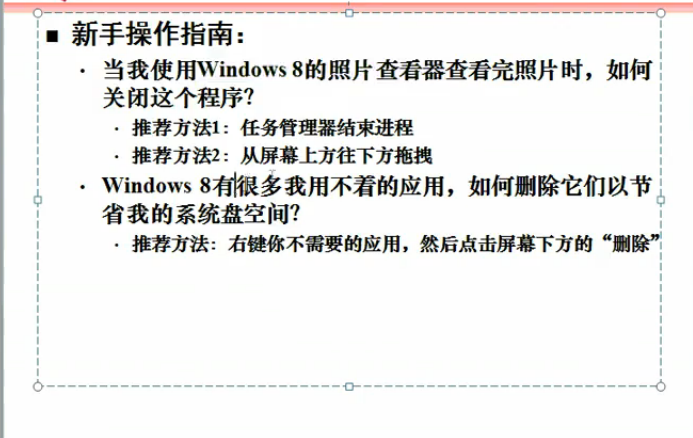 ■ 新手操作指南：
· 当我使用Windows 8的照片查看器查看完照片时，如何
关闭这个程序？
· 推荐方法1：任务管理器结束进程
· 推荐方法2：从屏幕上方往下方拖拽
· Windows 8有很多我用不着的应用，如何删除它们以节
省我的系统盘空间？
· 推荐方法：右键你不需要的应用，然后点击屏幕下方的“删除”